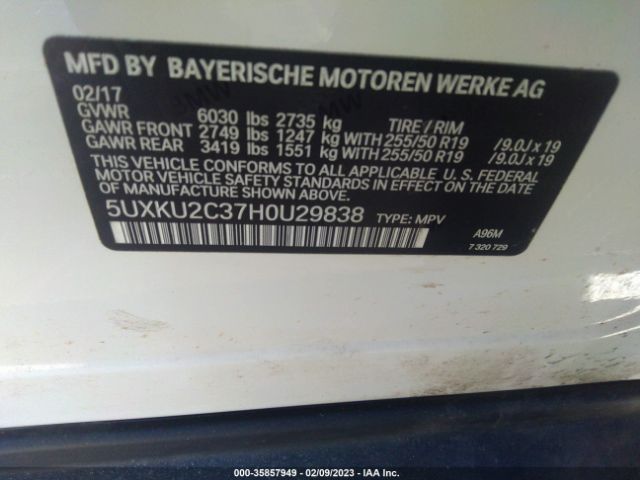 MFD BY BAYERISCHE MOTOREN WERKE AG
02/17
GVWR 6030 lbs 2735 kg TIRE / RIM
GAWR FRONT 2749 lbs 1247 kg WITH 255/50 R19 /9.0J x 19
GAWR REAR 3419 lbs 1551 kg WITH 255/50 R19 /9.0J x 19
THIS VEHICLE CONFORMS TO ALL APPLICABLE U. S. FEDERAL
MOTOR VEHICLE SAFETY STANDARDS IN EFFECT ON THE
DATE OF MANUFACTURE SHOWN ABOVE.
5UXKU2C37H0U29838 TYPE: MPV
A96M
7 320 729
000-35857949 — 02/09/2023 — IAA Inc.